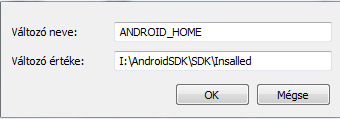 Változó neve: ANDROID_HOME
Változó értéke: I:\AndroidSDK\SDK\Insalled
OK Mégse